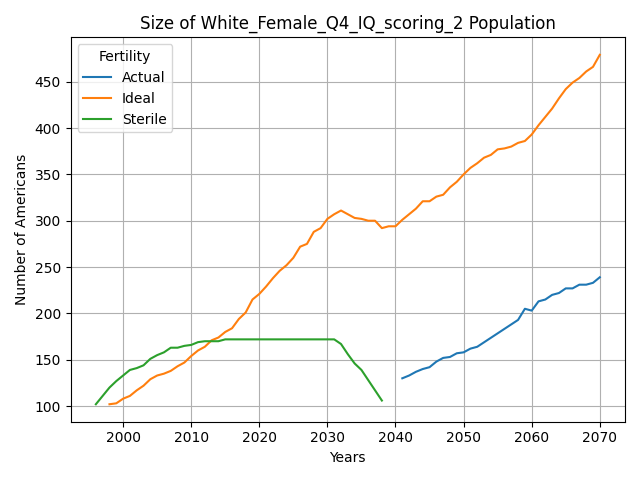 Size of White_Female_Q4_IQ_scoring_2 Population
Fertility
Actual
Ideal
Sterile
Number of Americans
450
400
350
300
250
200
150
100
2000 2010 2020 2030 2040 2050 2060 2070
Years